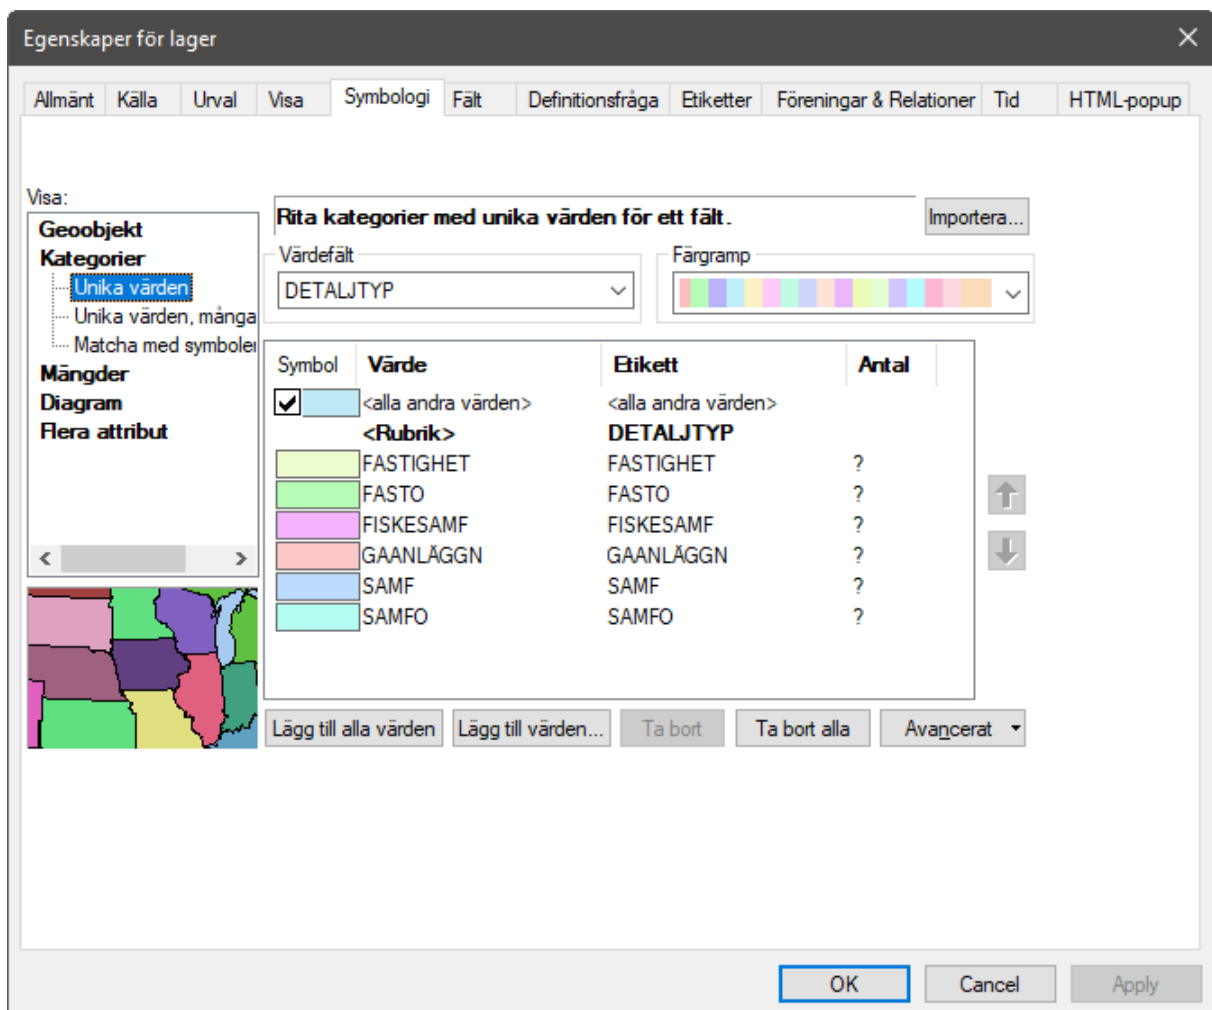 Egenskaper för lager
Allmänt Källa Urval Visa Symbologi Fält Definitionsfråga Etiketter Föreningar & Relationer Tid HTML-popup
Visa:
Geoobjekt
Kategorier
Unika värden
Unika värden, många
Matcha med symboler
Mängder
Diagram
Flera attribut
Rita kategorier med unika värden för ett fält.
Importera...
Värdefält
DETALJTYP
Färgramp
Symbol Värde Etikett Antal
<alla andra värden> <alla andra värden>
<Rubrik> DETALJTYP
FASTIGHET FASTIGHET ?
FASTO FASTO ?
FISKESAMF FISKESAMF ?
GAANLÄGGN GAANLÄGGN ?
SAMF SAMF ?
SAMFO SAMFO ?
Lägg till alla värden Lägg till värden... Ta bort Ta bort alla Avancerat
OK Cancel Apply